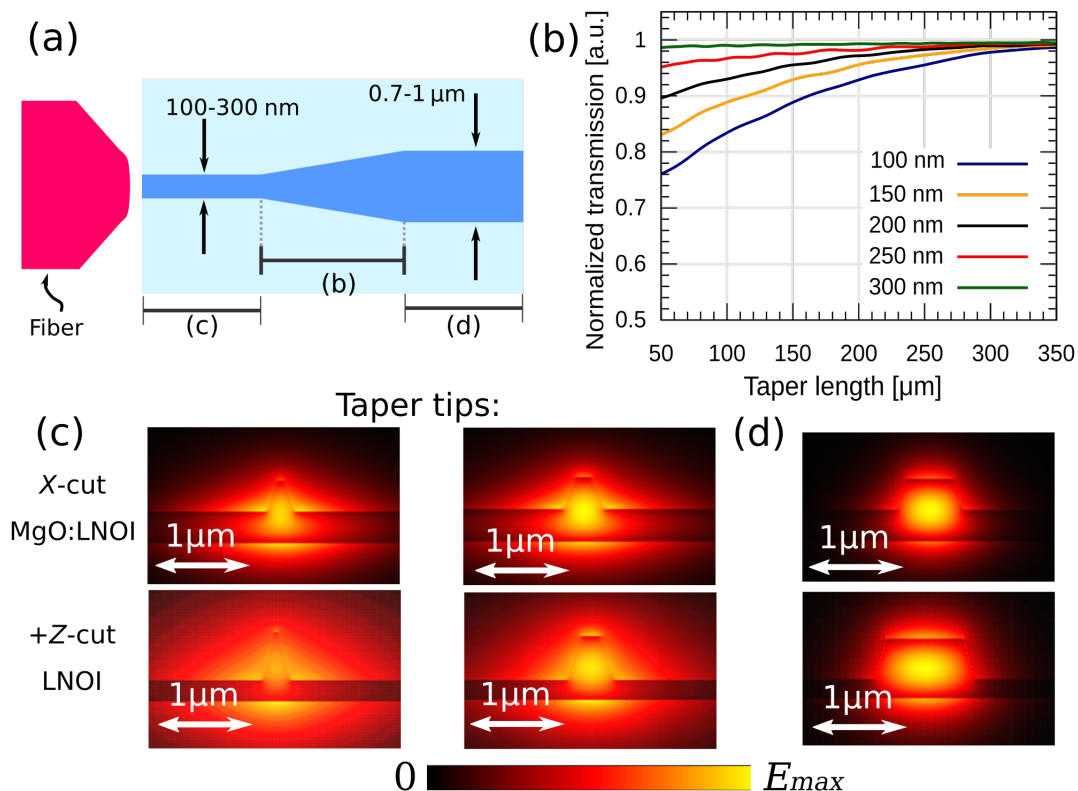 (a)
100-300 nm
0.7-1 μm
(b)
Fiber
(c)
(d)
(b)
Normalized transmission [a.u.]
1
0.9
0.8
0.7
0.6
0.5
100 nm
150 nm
200 nm
250 nm
300 nm
50 100 150 200 250 300 350
Taper length [μm]
Taper tips:
(c)
(d)
X-cut
MgO:LNOI
1μm
1μm
1μm
+Z-cut
LNOI
1μm
1μm
1μm
0
Emax